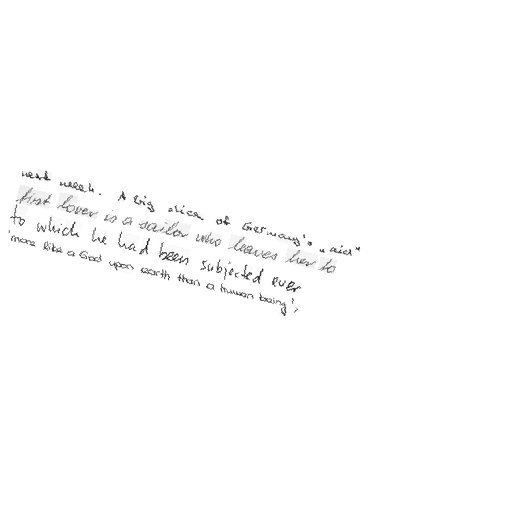 next week. A big slice of Germany's "aid"
first lover is a sailor who leaves her to
to which he had been subjected ever
'more like a God upon earth than a human being',